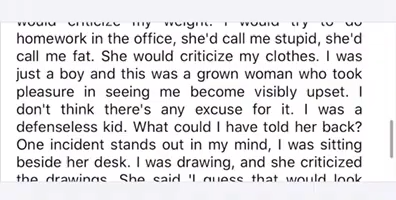 would criticize my weight. I would try to do
homework in the office, she'd call me stupid, she'd
call me fat. She would criticize my clothes. I was
just a boy and this was a grown woman who took
pleasure in seeing me become visibly upset. I
don't think there's any excuse for it. I was a
defenseless kid. What could I have told her back?
One incident stands out in my mind, I was sitting
beside her desk. I was drawing, and she criticized
the drawings. She said 'I guess that would look